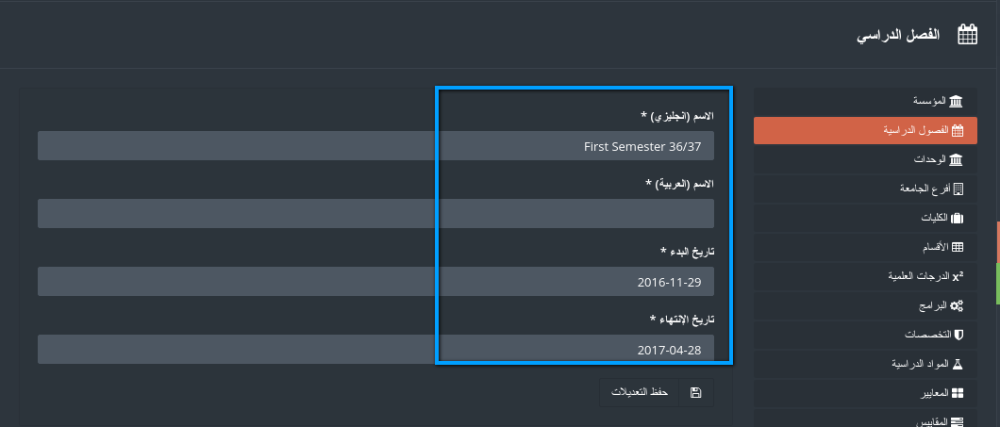 الفصل الدراسي
المؤسسة
الفصول الدراسية
الوحدات
أفرع الجامعة
الكليات
الأقسام
الدرجات العلمية
البرامج
التخصصات
المواد الدراسية
المعايير
المقاييس
الاسم (انجليزي) *
First Semester 36/37
الاسم (العربية) *
تاريخ البدء *
2016-11-29
تاريخ الإنتهاء *
2017-04-28
حفظ التعديلات